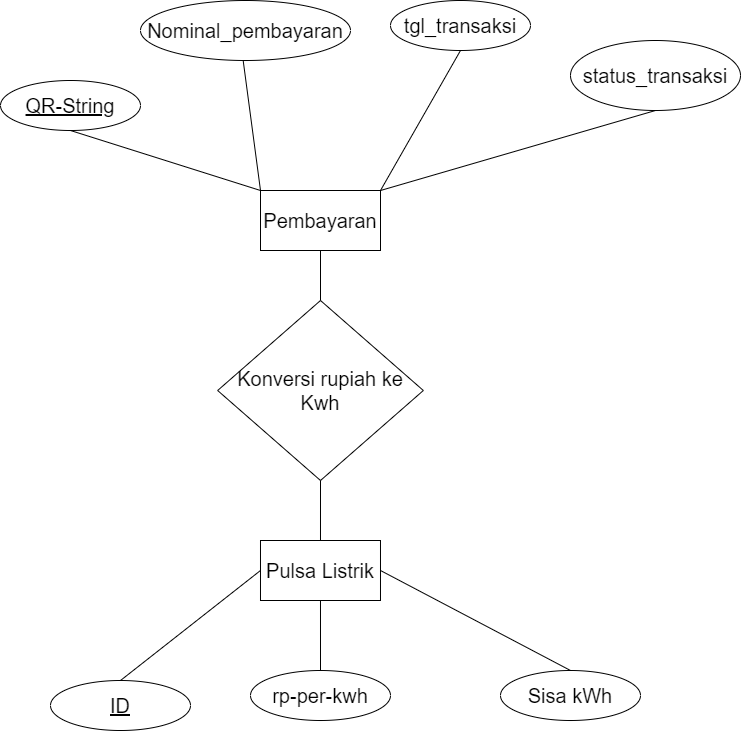 Nominal_pembayaran
tgl_transaksi
status_transaksi
QR-String
Pembayaran
Konversi rupiah ke
Kwh
Pulsa Listrik
ID
rp-per-kwh
Sisa kWh